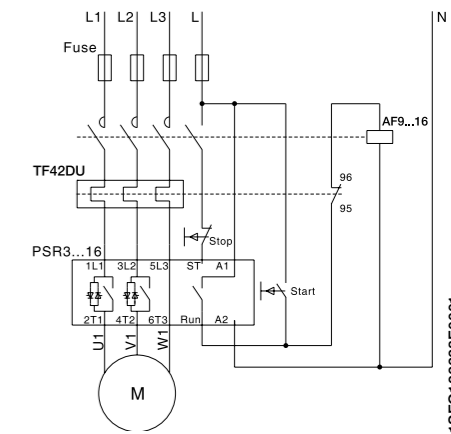 L1 L2 L3 L N
Fuse
AF9...16
TF42DU
96
95
Stop
PSR3...16
1L1 3L2 5L3 ST A1
Start
2T1 4T2 6T3 Run A2
U1 V1 W1
M